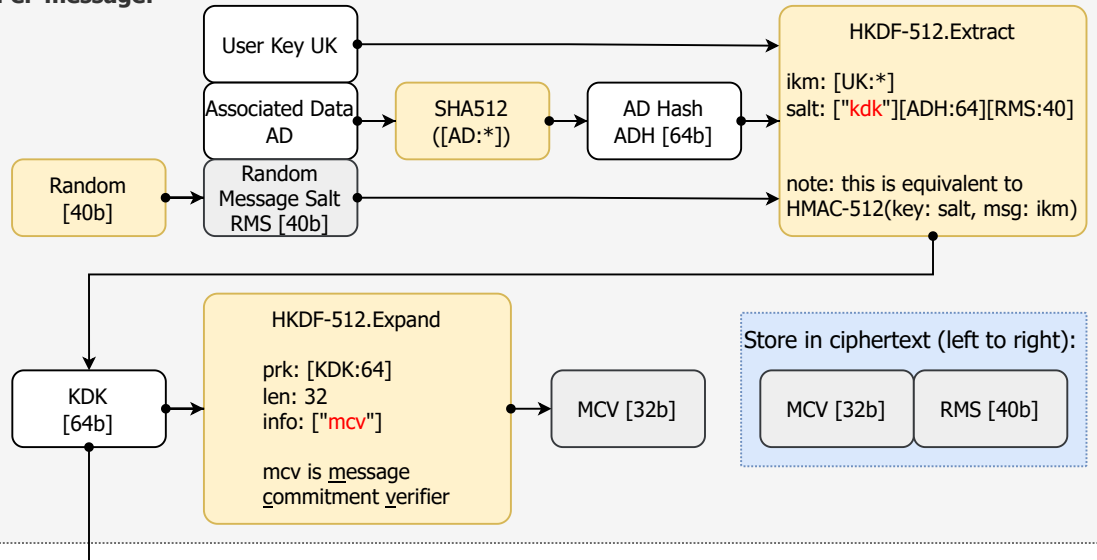 User Key UK
Associated Data
AD
SHA512
([AD:*])
AD Hash
ADH [64b]
HKDF-512.Extract
ikm: [UK:*]
salt: ["kdk"][ADH:64][RMS:40]
note: this is equivalent to
HMAC-512(key: salt, msg: ikm)
Random
[40b]
Random
Message Salt
RMS [40b]
KDK
[64b]
HKDF-512.Expand
prk: [KDK:64]
len: 32
info: ["mcv"]
mcv is message
commitment verifier
MCV [32b]
Store in ciphertext (left to right):
MCV [32b]
RMS [40b]